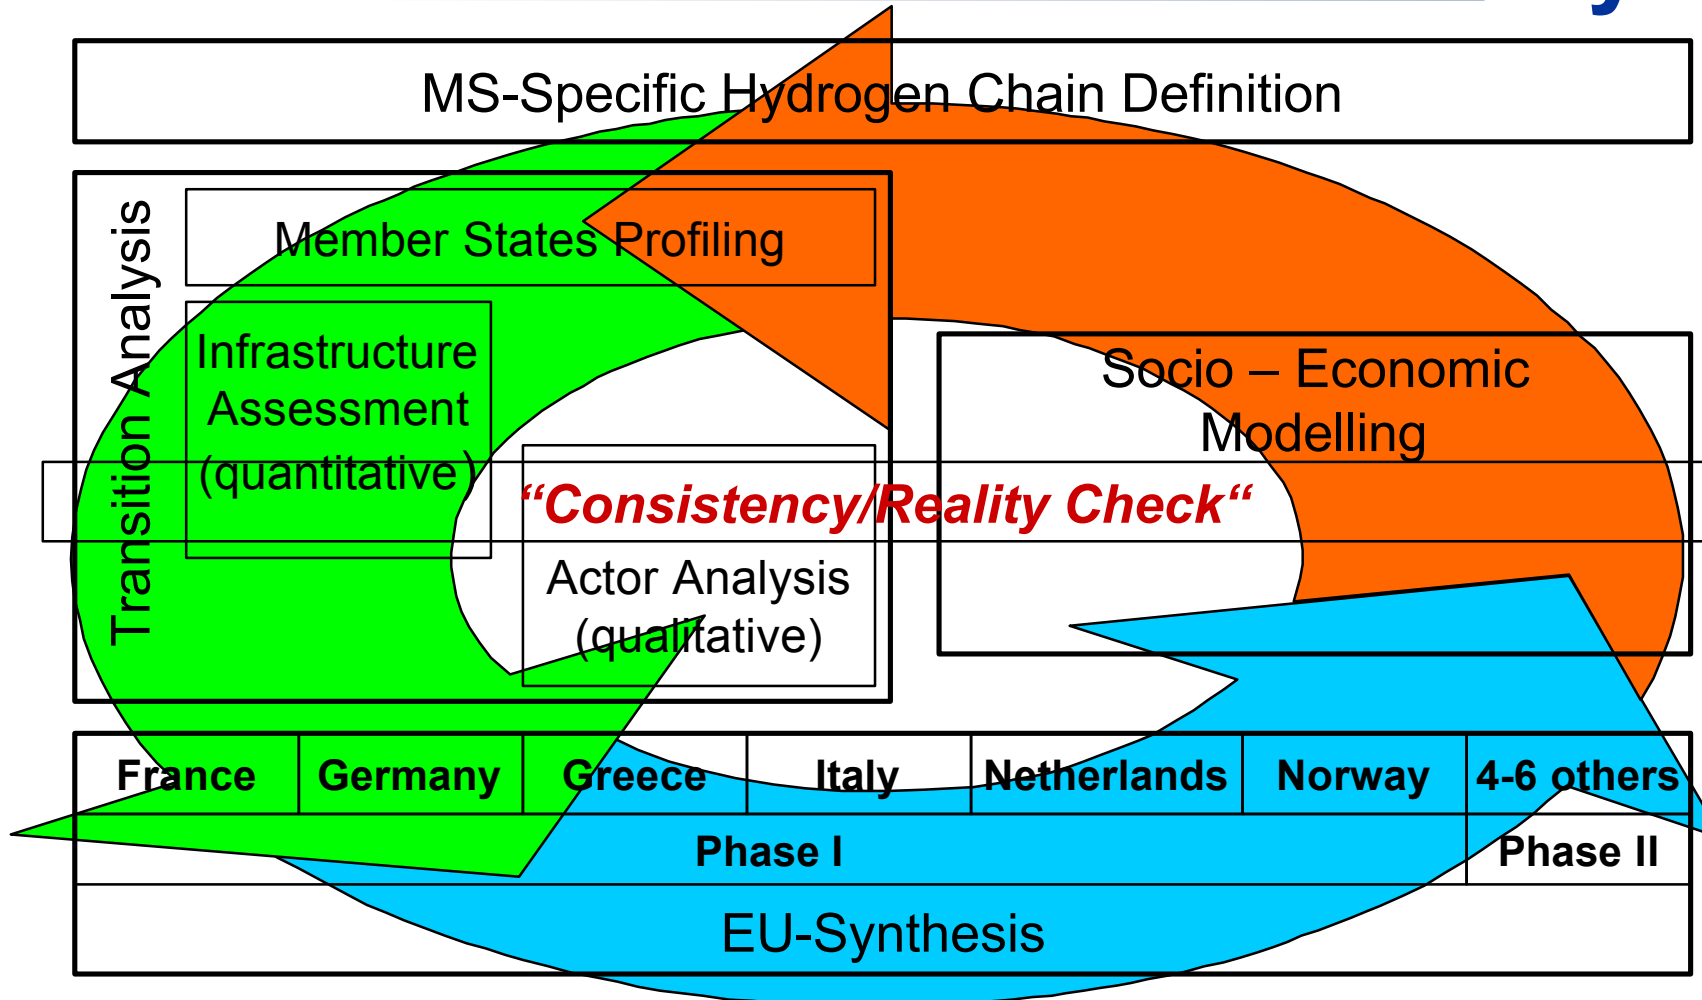 MS-Specific Hydrogen Chain Definition
Transition Analysis
Member States Profiling
Infrastructure
Assessment
(quantitative)
Socio – Economic
Modelling
“Consistency/Reality Check“
Actor Analysis
(qualitative)
France Germany Greece Italy Netherlands Norway 4-6 others
Phase I Phase II
EU-Synthesis